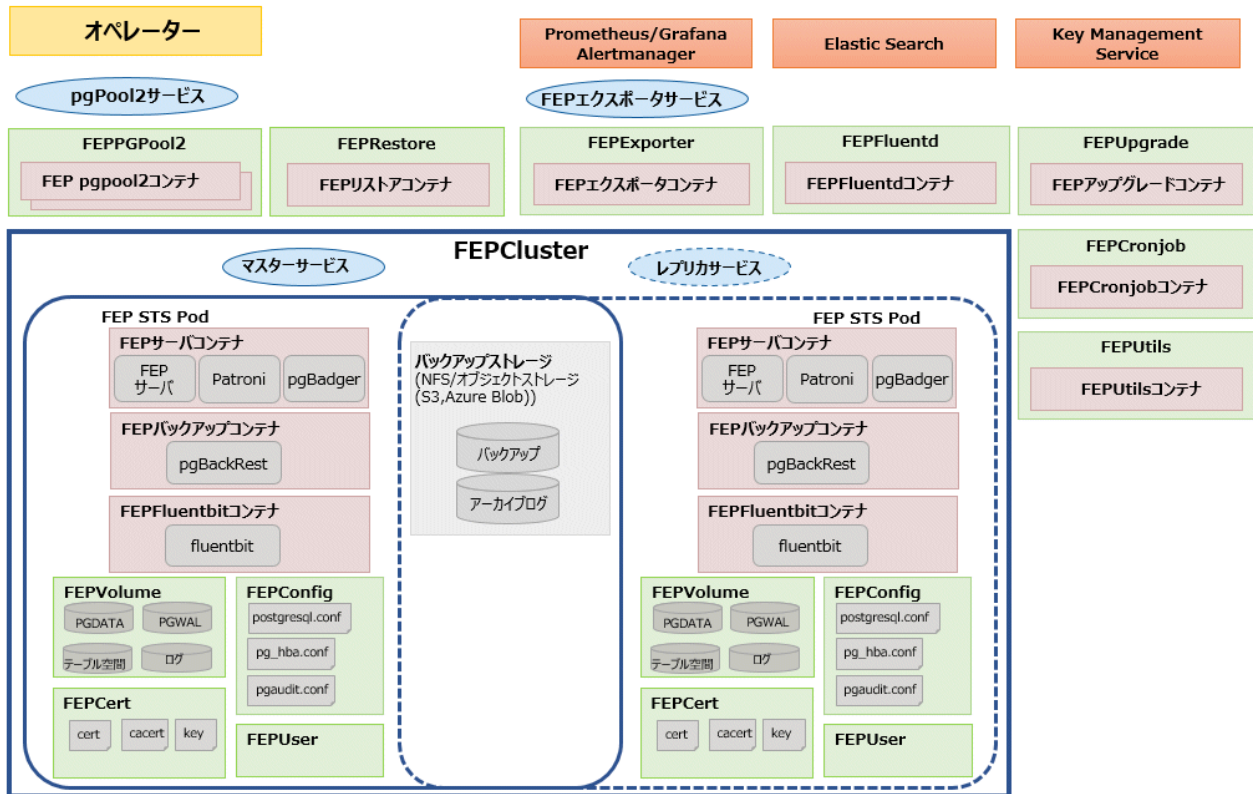 オペレーター
Prometheus/Grafana
Alertmanager
Elastic Search
Key Management
Service
pgPool2サービス
FEPエクスポータサービス
FEPPGPool2
FEP pgpool2コンテナ
FEPRestore
FEPリストアコンテナ
FEPExporter
FEPエクスポータコンテナ
FEPFluentd
FEPFluentdコンテナ
FEPUpgrade
FEPアップグレードコンテナ
FEPCluster
マスターサービス
レプリカサービス
FEPCronjob
FEPCronjobコンテナ
FEPUtils
FEPUtilsコンテナ
FEP STS Pod
FEPサーバコンテナ
FEP
サーバ
Patroni
pgBadger
FEPバックアップコンテナ
pgBackRest
FEPFluentbitコンテナ
fluentbit
FEPVolume
PGDATA
PGWAL
テーブル空間
ログ
FEPConfig
postgresql.conf
pg_hba.conf
pgaudit.conf
FEPCert
cert
cacert
key
FEPUser
バックアップストレージ
(NFS/オブジェクトストレージ
(S3,Azure Blob))
バックアップ
アーカイブログ
FEP STS Pod
FEPサーバコンテナ
FEP
サーバ
Patroni
pgBadger
FEPバックアップコンテナ
pgBackRest
FEPFluentbitコンテナ
fluentbit
FEPVolume
PGDATA
PGWAL
テーブル空間
ログ
FEPConfig
postgresql.conf
pg_hba.conf
pgaudit.conf
FEPCert
cert
cacert
key
FEPUser